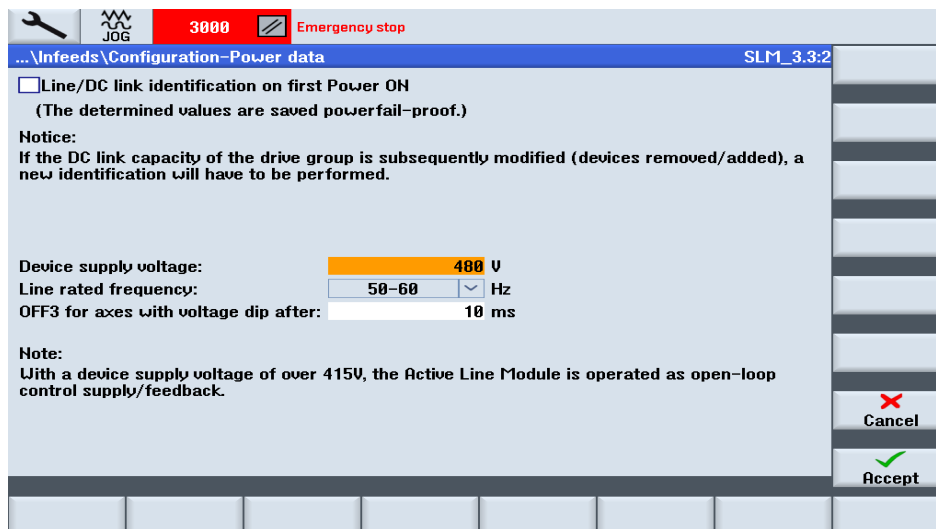 JOG
3000
Emergency stop
...\Infeeds\Configuration-Power data SLM_3.3:2
Line/DC link identification on first Power ON
(The determined values are saved powerfail-proof.)
Notice:
If the DC link capacity of the drive group is subsequently modified (devices removed/added), a
new identification will have to be performed.
Device supply voltage: 480 V
Line rated frequency: 50-60 Hz
OFF3 for axes with voltage dip after: 10 ms
Note:
With a device supply voltage of over 415V, the Active Line Module is operated as open-loop
control supply/feedback.
Cancel
Accept